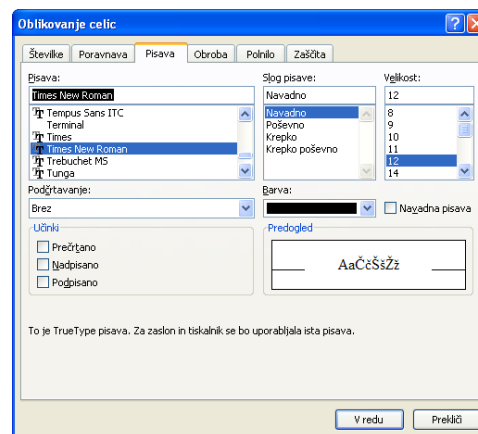 Oblikovanje celic
Številke Poravnava Pisava Obroba Polnilo Zaščita
Pisava: Slog pisave: Velikost:
Times New Roman Navadno 12
Tempus Sans ITC Navadno 8
Terminal Poševno 9
Times Krepko 10
Times New Roman Krepko poševno 11
Trebuchet MS 12
Tunga 14
Podčrtavanje: Barva:
Brez Navadna pisava
Učinki Predogled
Prečrtano
Nadpisano AaČčŠšŽž
Podpisano
To je TrueType pisava. Za zaslon in tiskalnik se bo uporabljala ista pisava.
V redu Prekliči